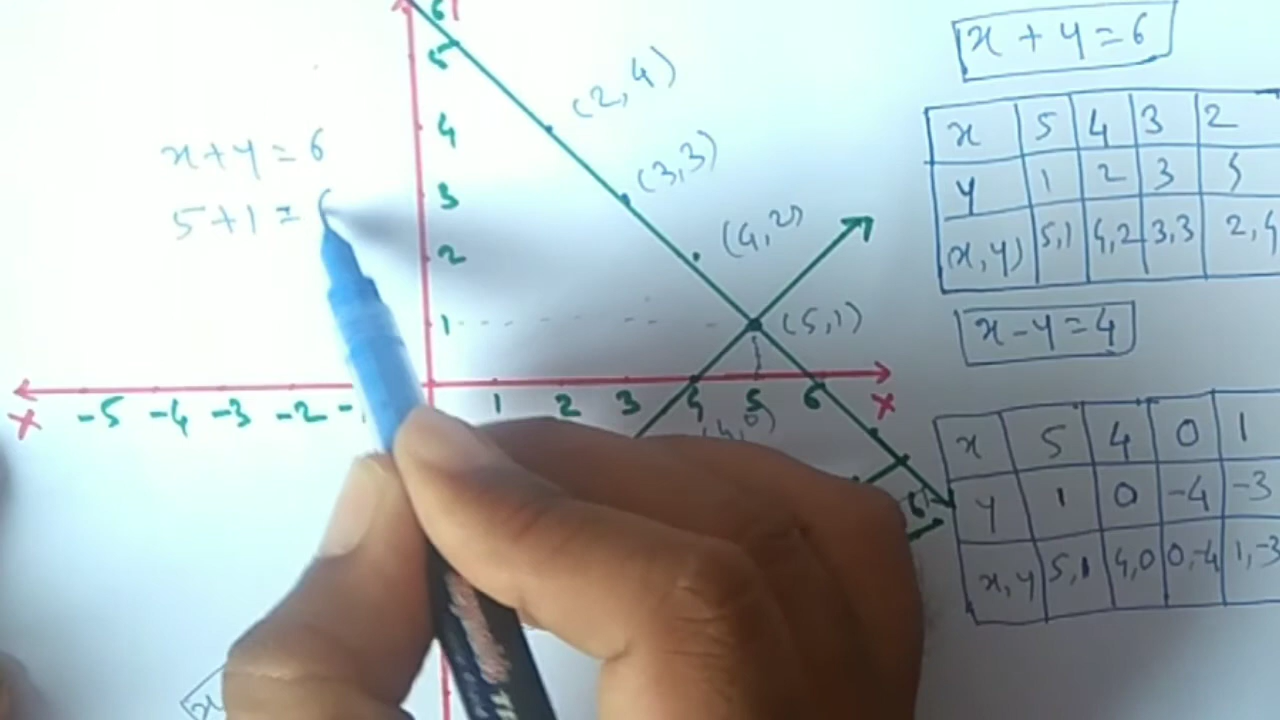 x + y = 6
5 + 1 = 6
6
5
4
3
2
1
(2,4)
(3,3)
(4,2)
(5,1)
x -5 -4 -3 -2 1 2 3 4 5 6 x
(4,0)
6
x
x + y = 6
x 5 4 3 2
y 1 2 3 4
(x,y) 5,1 4,2 3,3 2,4
x - y = 4
x 5 4 0 1
y 1 0 -4 -3
x,y 5,1 4,0 0,-4 1,-3